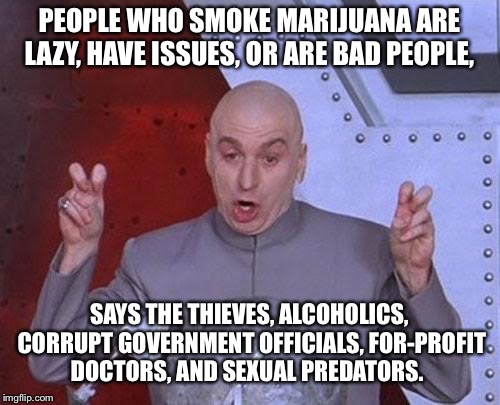 PEOPLE WHO SMOKE MARIJUANA ARE
LAZY, HAVE ISSUES, OR ARE BAD PEOPLE,
SAYS THE THIEVES, ALCOHOLICS,
CORRUPT GOVERNMENT OFFICIALS, FOR-PROFIT
DOCTORS, AND SEXUAL PREDATORS.
imgflip.com